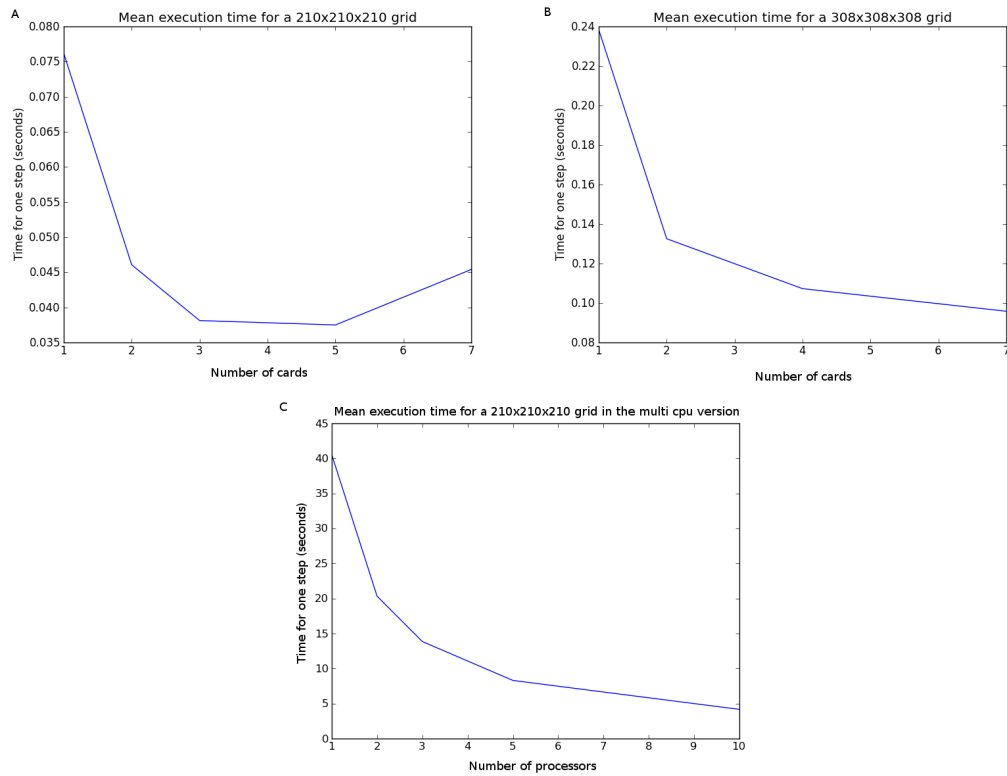 A
Mean execution time for a 210x210x210 grid
Time for one step (seconds)
0.080
0.075
0.070
0.065
0.060
0.055
0.050
0.045
0.040
0.035
1 2 3 4 5 6 7
Number of cards
B
Mean execution time for a 308x308x308 grid
Time for one step (seconds)
0.24
0.22
0.20
0.18
0.16
0.14
0.12
0.10
0.08
1 2 3 4 5 6 7
Number of cards
C
Mean execution time for a 210x210x210 grid in the multi cpu version
Time for one step (seconds)
45
40
35
30
25
20
15
10
5
0
1 2 3 4 5 6 7 8 9 10
Number of processors